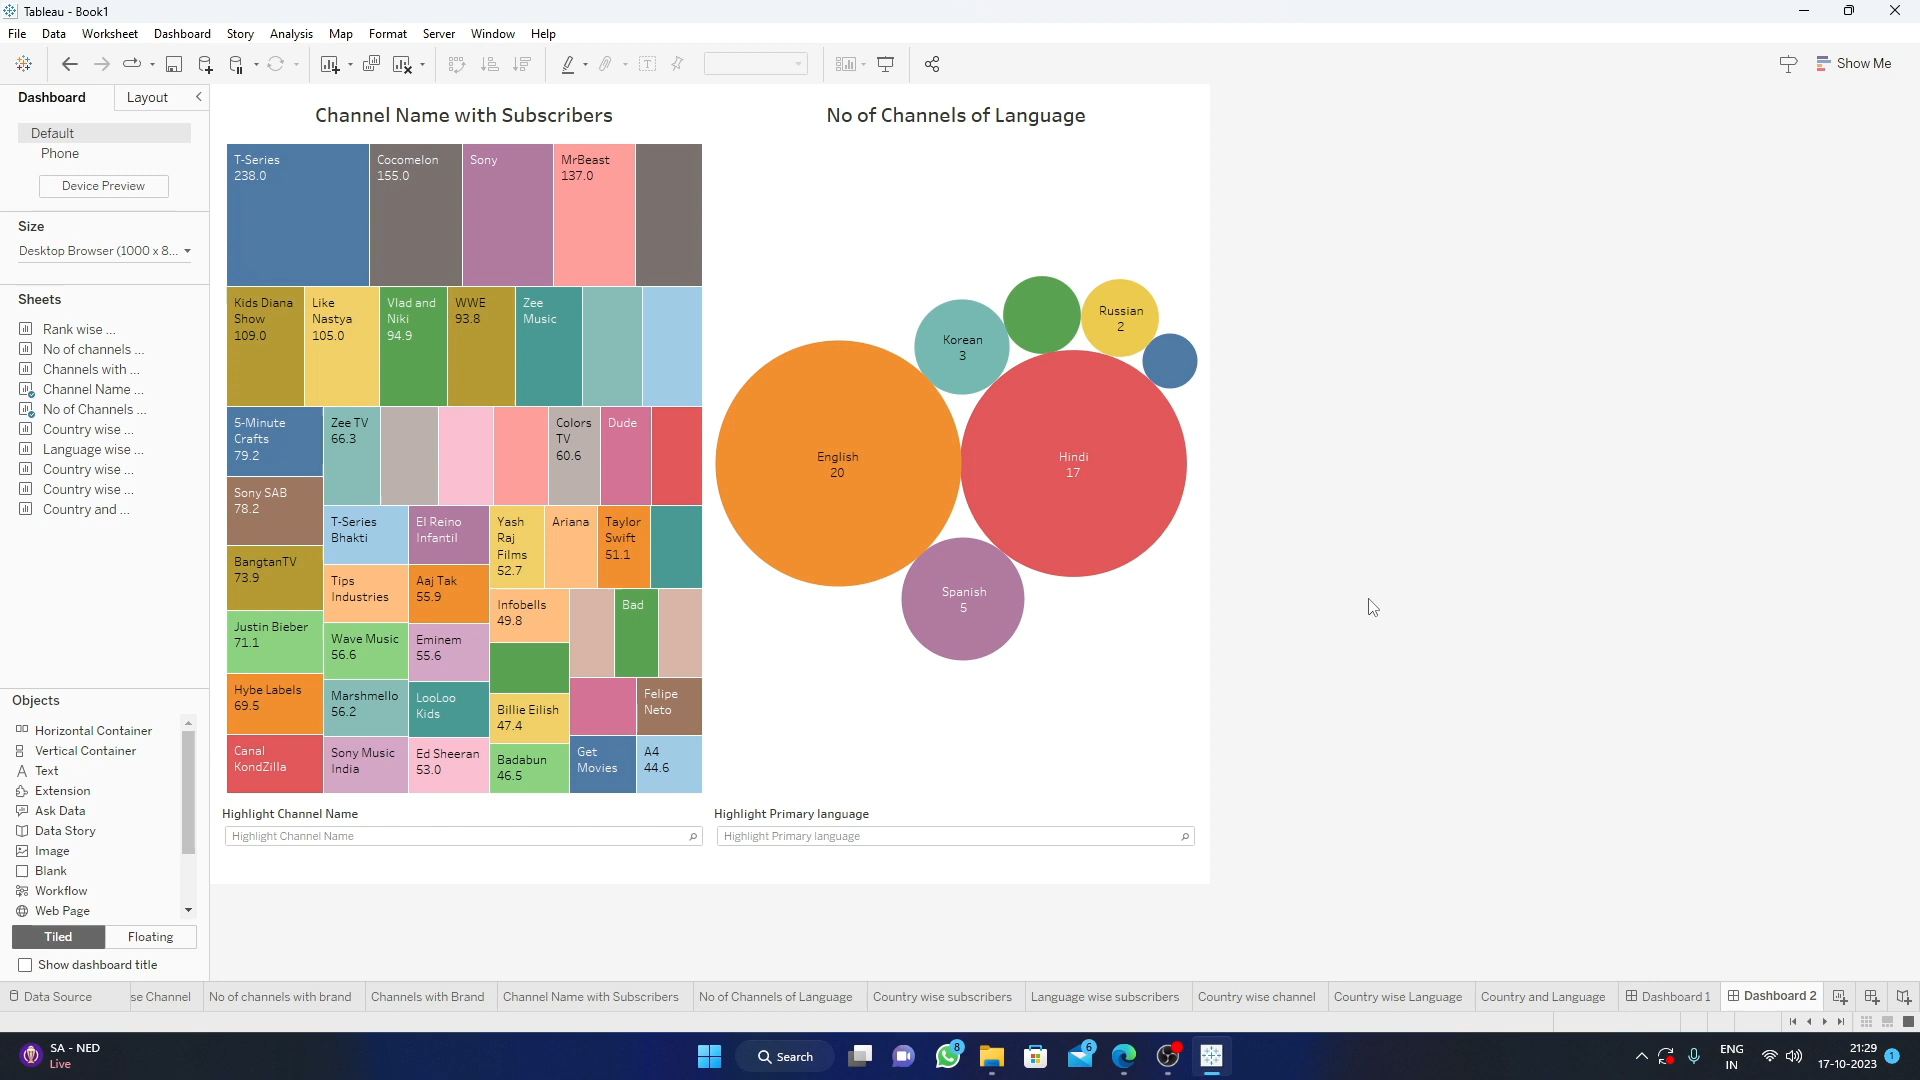 Tableau - Book1
File Data Worksheet Dashboard Story Analysis Map Format Server Window Help
Show Me
Dashboard Layout
Default
Phone
Device Preview
Size
Desktop Browser (1000 x 8...
Sheets
Rank wise ...
No of channels ...
Channels with ...
Channel Name ...
No of Channels ...
Country wise ...
Language wise ...
Country wise ...
Country wise ...
Country and ...
Objects
Horizontal Container
Vertical Container
Text
Extension
Ask Data
Data Story
Image
Blank
Workflow
Web Page
Tiled Floating
Show dashboard title
Channel Name with Subscribers
T-Series
238.0
Cocomelon
155.0
Sony
MrBeast
137.0
Kids Diana
Show
109.0
Like
Nastya
105.0
Vlad and
Niki
94.9
WWE
93.8
Zee
Music
5-Minute
Crafts
79.2
Zee TV
66.3
Colors
TV
60.6
Dude
Sony SAB
78.2
T-Series
Bhakti
El Reino
Infantil
Yash
Raj
Films
52.7
Ariana
Taylor
Swift
51.1
BangtanTV
73.9
Tips
Industries
Aaj Tak
55.9
Infobells
49.8
Bad
Justin Bieber
71.1
Wave Music
56.6
Eminem
55.6
Hybe Labels
69.5
Marshmello
56.2
LooLoo
Kids
Billie Eilish
47.4
Felipe
Neto
Canal
KondZilla
Sony Music
India
Ed Sheeran
53.0
Badabun
46.5
Get
Movies
A4
44.6
Highlight Channel Name
Highlight Channel Name
No of Channels of Language
Russian
2
Korean
3
English
20
Hindi
17
Spanish
5
Highlight Primary language
Highlight Primary language
Data Source se Channel No of channels with brand Channels with Brand Channel Name with Subscribers No of Channels of Language Country wise subscribers Language wise subscribers Country wise channel Country wise Language Country and Language Dashboard 1 Dashboard 2
SA - NED
Live
Search
8
6
ENG
IN
21:29
17-10-2023
1